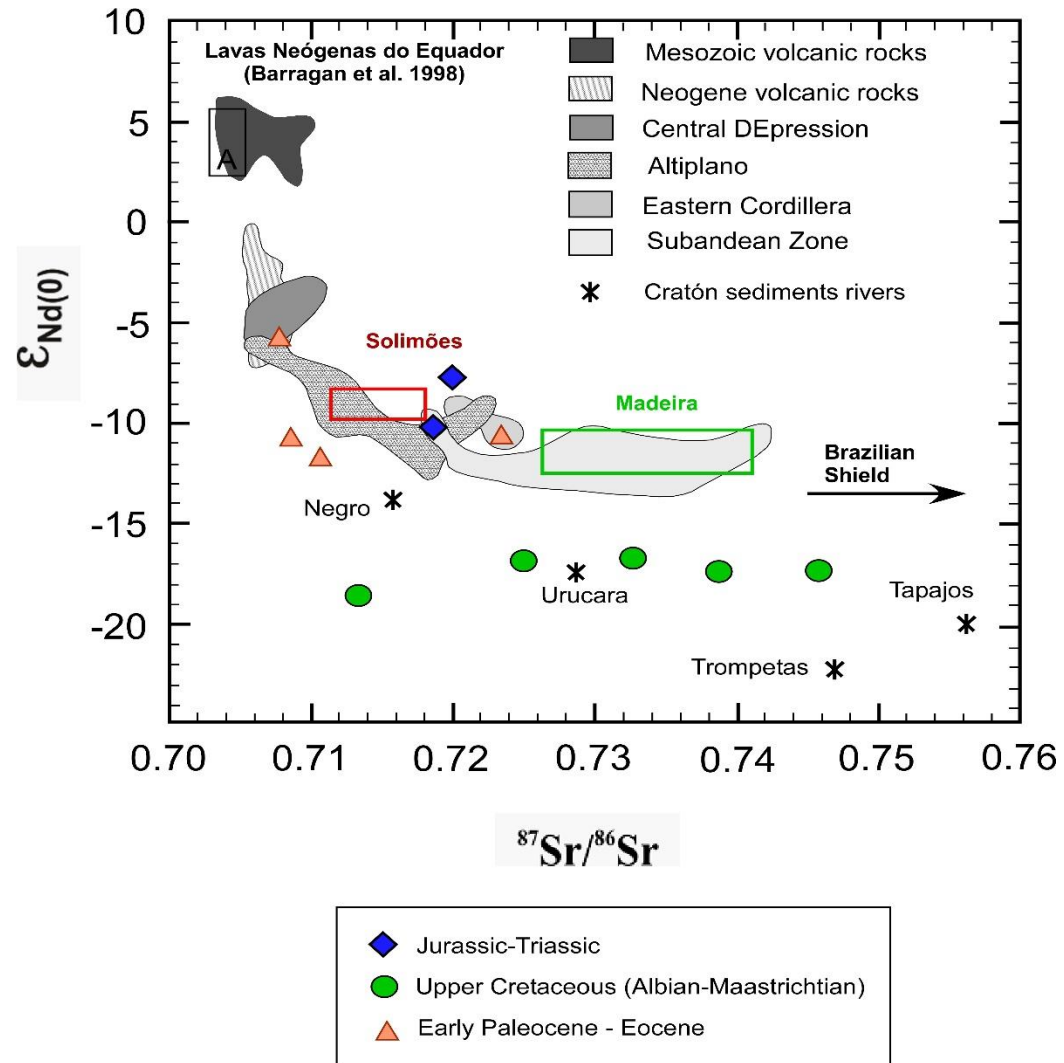 Lavas Neógenas do Equador
(Barragan et al. 1998)
Mesozoic volcanic rocks
Neogene volcanic rocks
Central DEpression
Altiplano
Eastern Cordillera
Subandean Zone
Cratón sediments rivers
A
10
5
0
-5
-10
-15
-20
εNd(0)
Solimões
Madeira
Brazilian
Shield
Negro
Urucara
Tapajos
Trompetas
0.70
0.71
0.72
0.73
0.74
0.75
0.76
⁸⁷Sr/⁸⁶Sr
Jurassic-Triassic
Upper Cretaceous (Albian-Maastrichtian)
Early Paleocene - Eocene